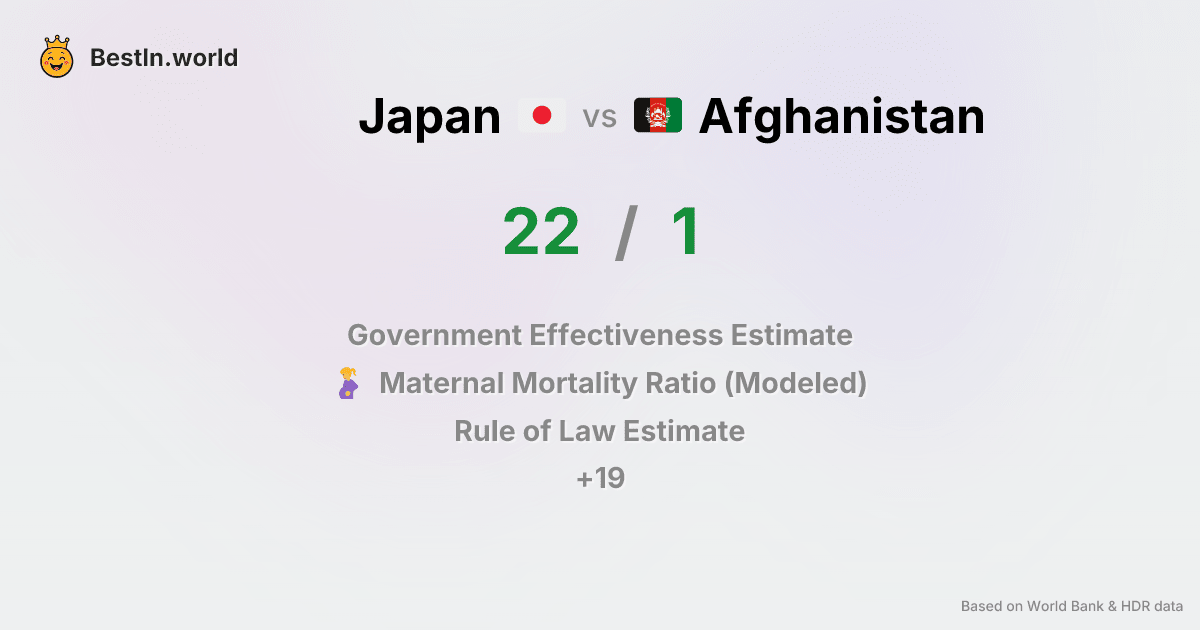 BestIn.world
Japan vs Afghanistan
22 / 1
Government Effectiveness Estimate
Maternal Mortality Ratio (Modeled)
Rule of Law Estimate
+19
Based on World Bank & HDR data